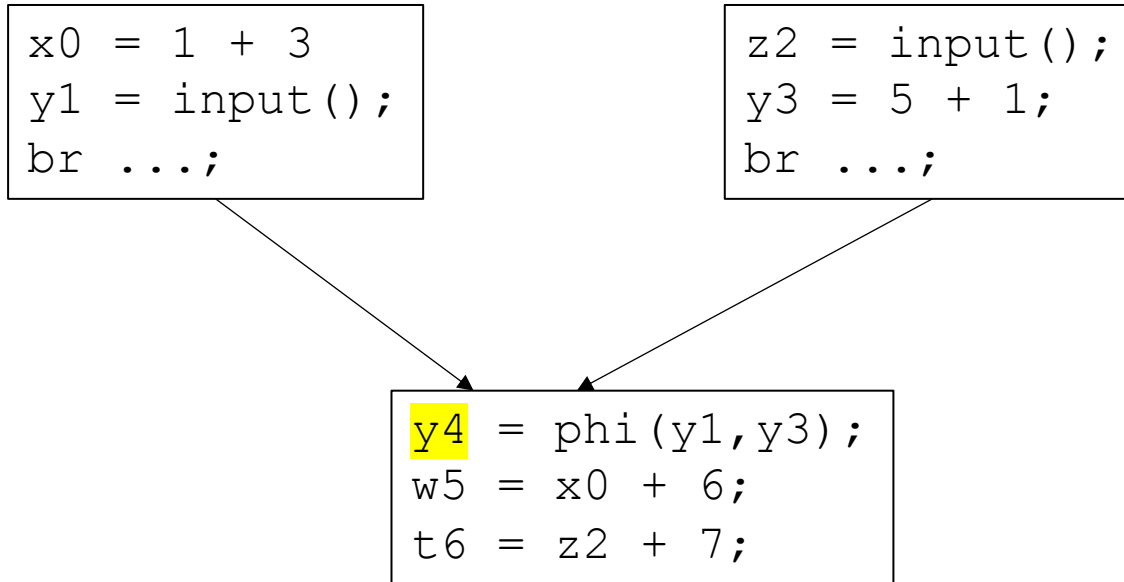 x0 = 1 + 3
y1 = input();
br ...;
z2 = input();
y3 = 5 + 1;
br ...;
y4 = phi(y1,y3);
w5 = x0 + 6;
t6 = z2 + 7;